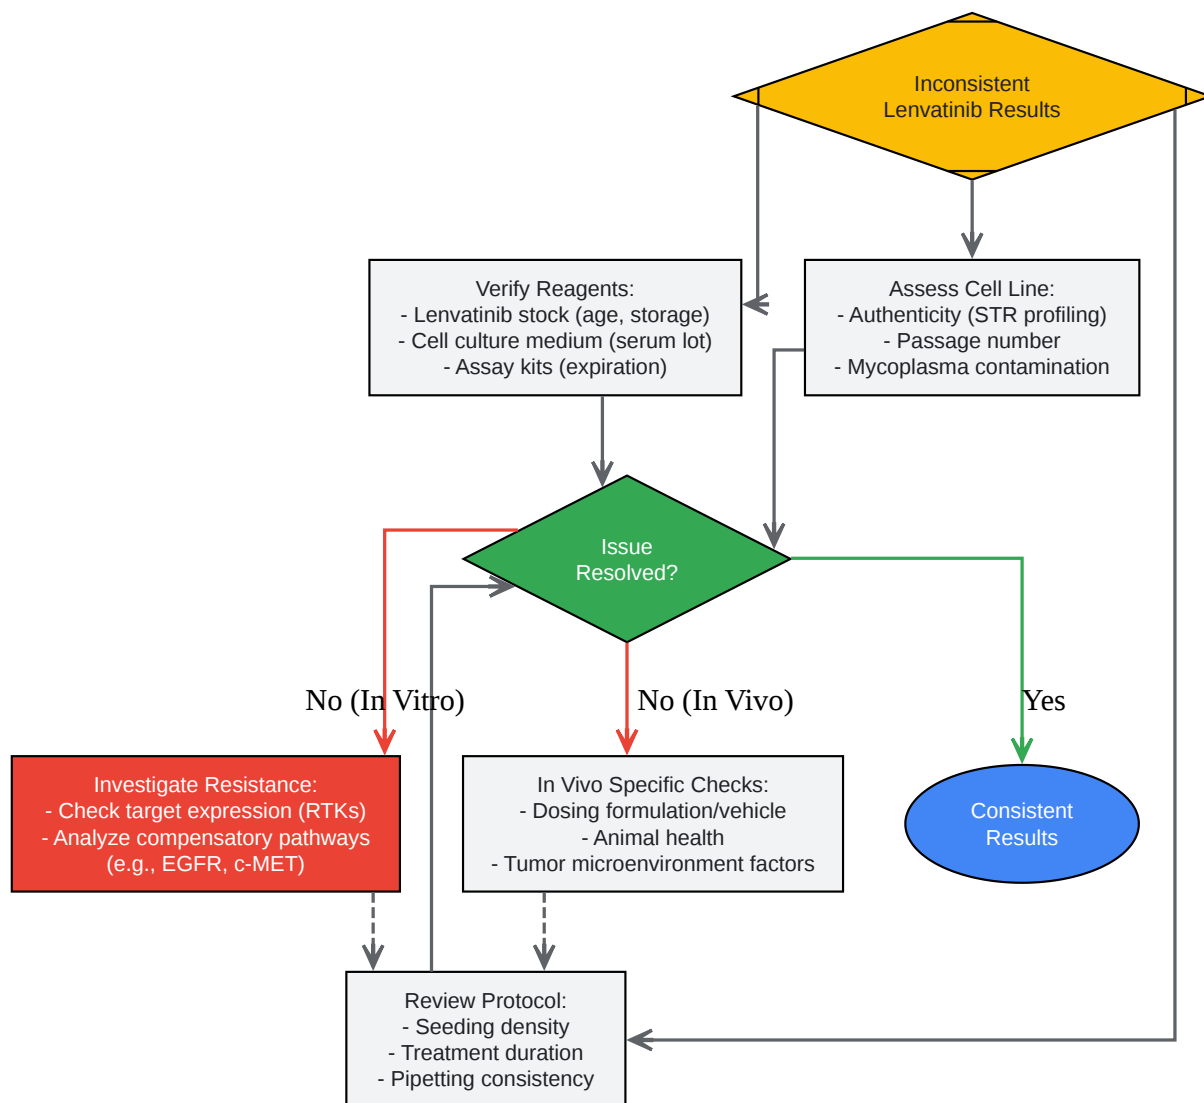 Inconsistent
Lenvatinib Results
Verify Reagents:
- Lenvatinib stock (age, storage)
- Cell culture medium (serum lot)
- Assay kits (expiration)
Assess Cell Line:
- Authenticity (STR profiling)
- Passage number
- Mycoplasma contamination
Issue
Resolved?
No (In Vitro)
No (In Vivo)
Yes
Investigate Resistance:
- Check target expression (RTKs)
- Analyze compensatory pathways
(e.g., EGFR, c-MET)
In Vivo Specific Checks:
- Dosing formulation/vehicle
- Animal health
- Tumor microenvironment factors
Consistent
Results
Review Protocol:
- Seeding density
- Treatment duration
- Pipetting consistency